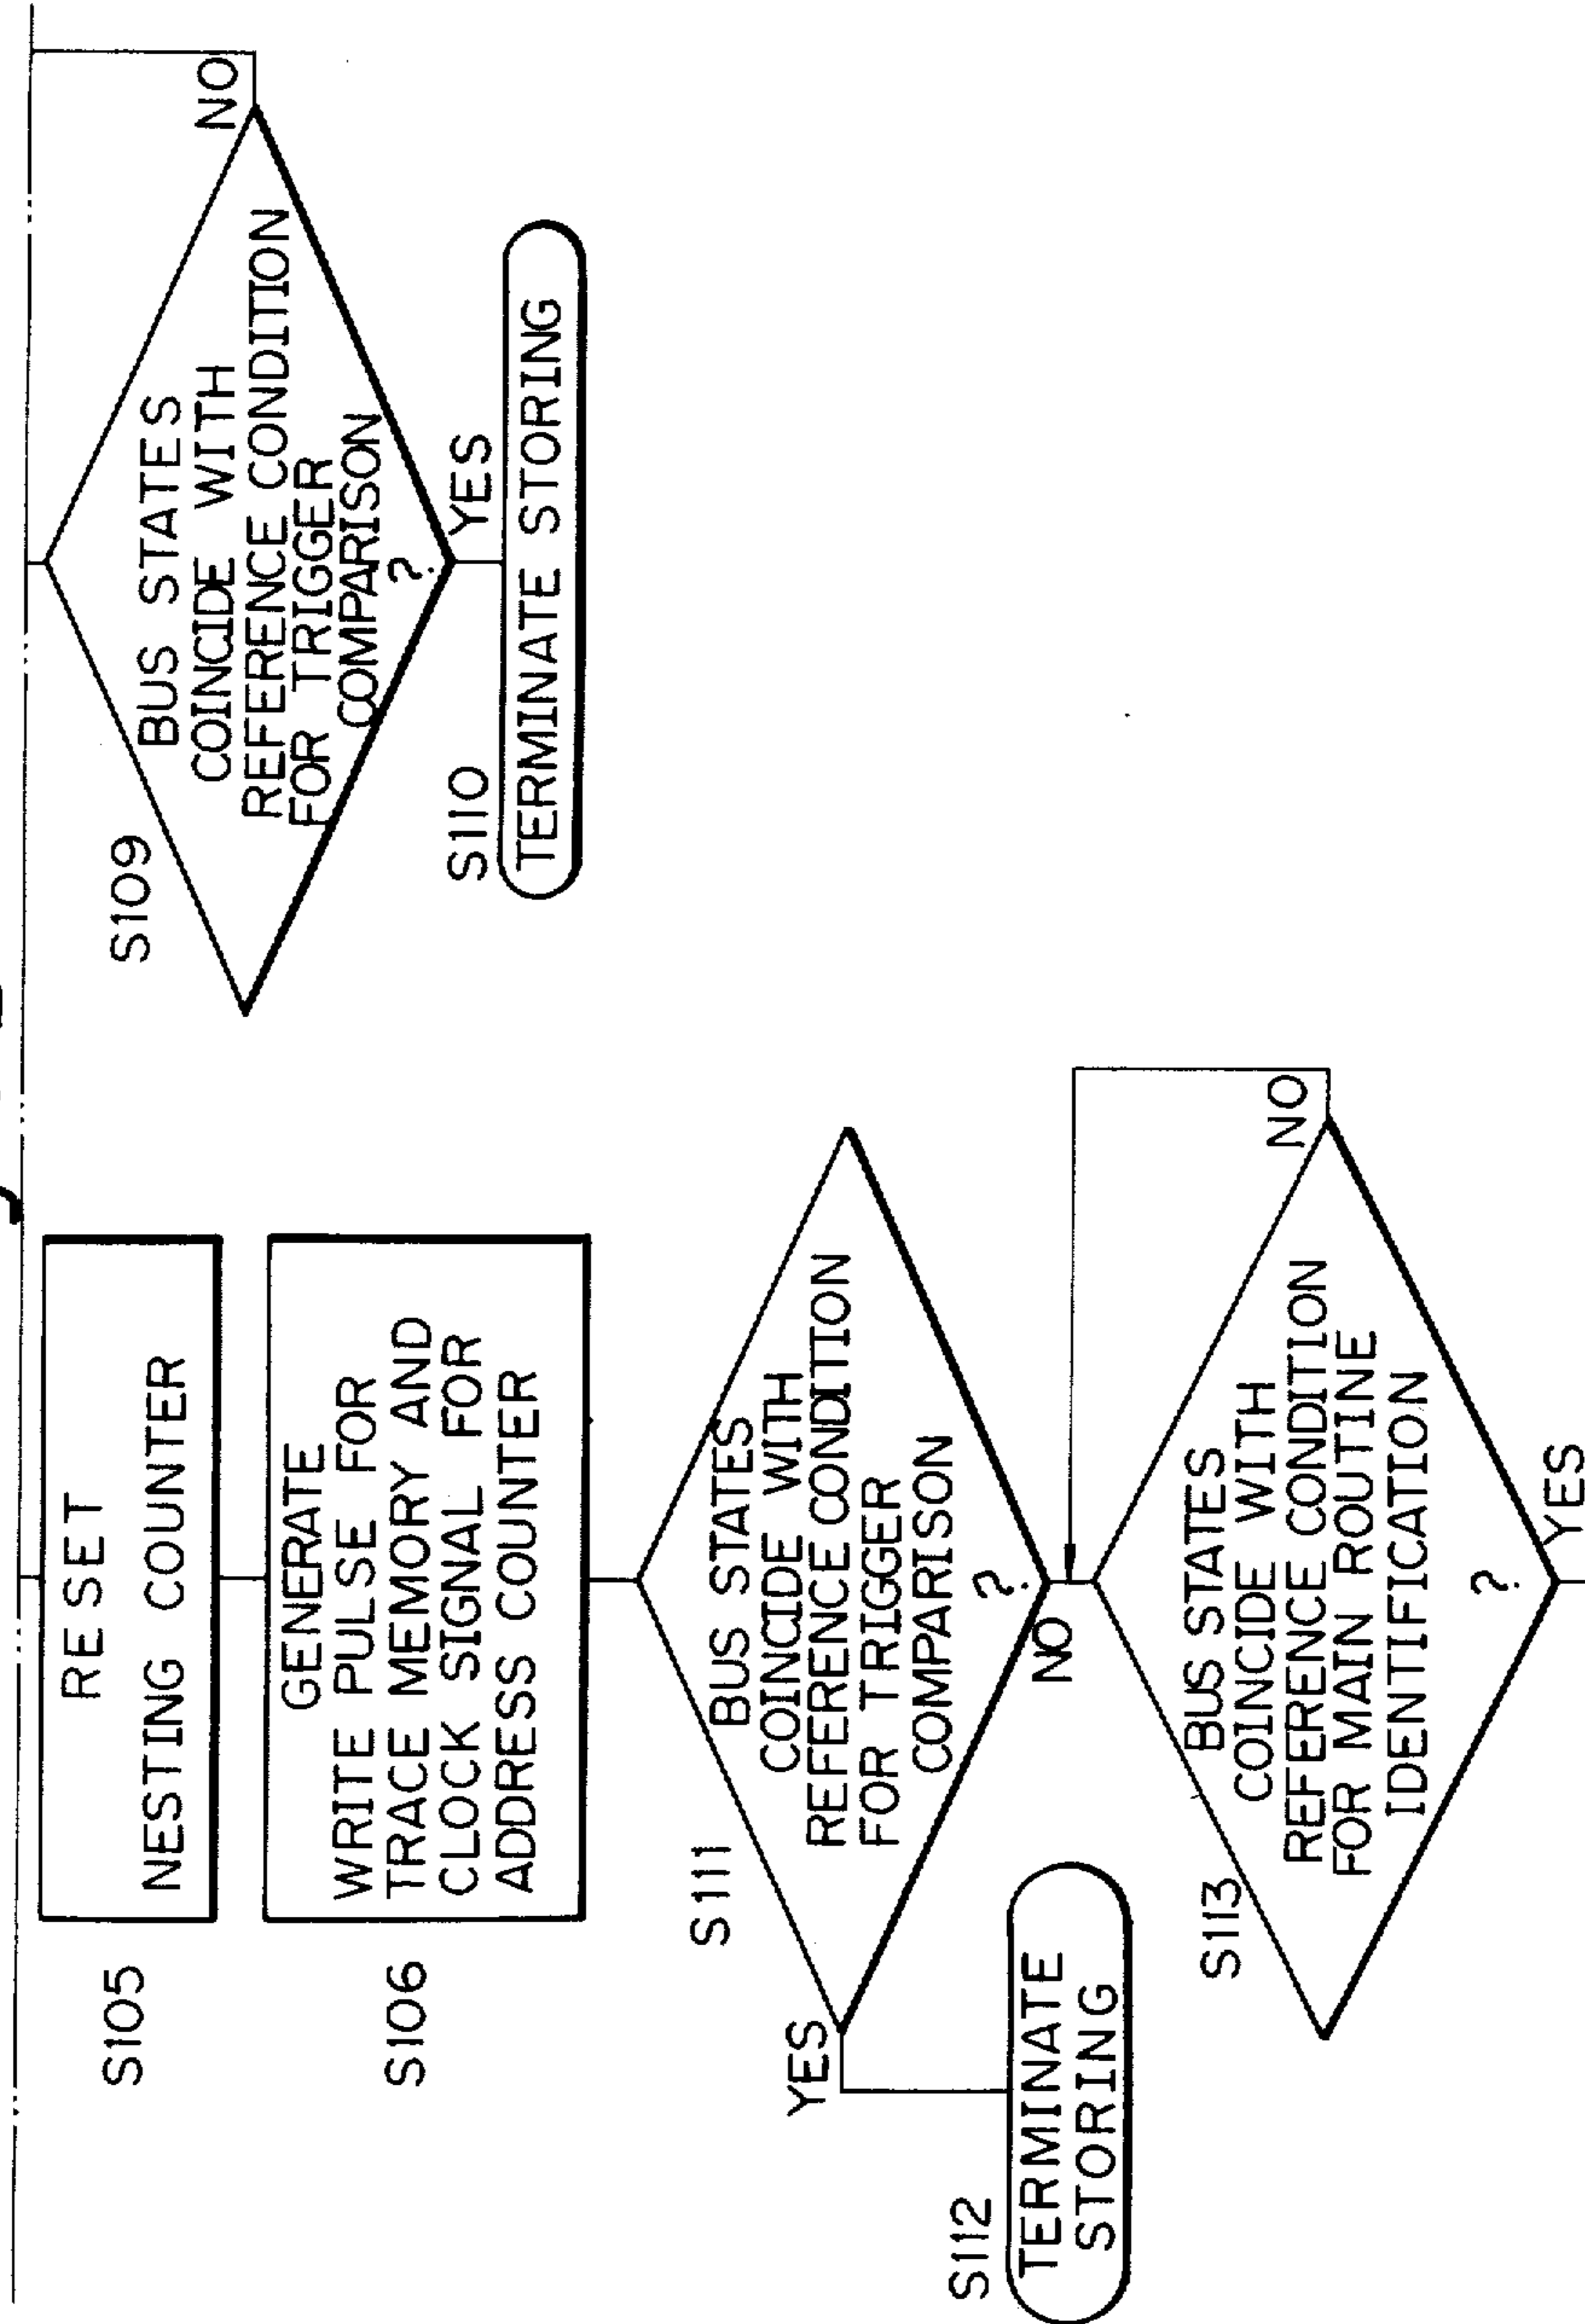 S105
RESET
NESTING COUNTER
S106
GENERATE
WRITE PULSE FOR
TRACE MEMORY AND
CLOCK SIGNAL FOR
ADDRESS COUNTER
S111
BUS STATES
COINCIDE WITH
REFERENCE CONDITION
FOR TRIGGER
COMPARISON
?
YES
NO
S112
TERMINATE
STORING
S113
BUS STATES
COINCIDE WITH
REFERENCE CONDITION
FOR MAIN ROUTINE
IDENTIFICATION
?
NO
YES
S109
BUS STATES
COINCIDE WITH
REFERENCE CONDITION
FOR TRIGGER
COMPARISON
?
NO
YES
S110
TERMINATE STORING